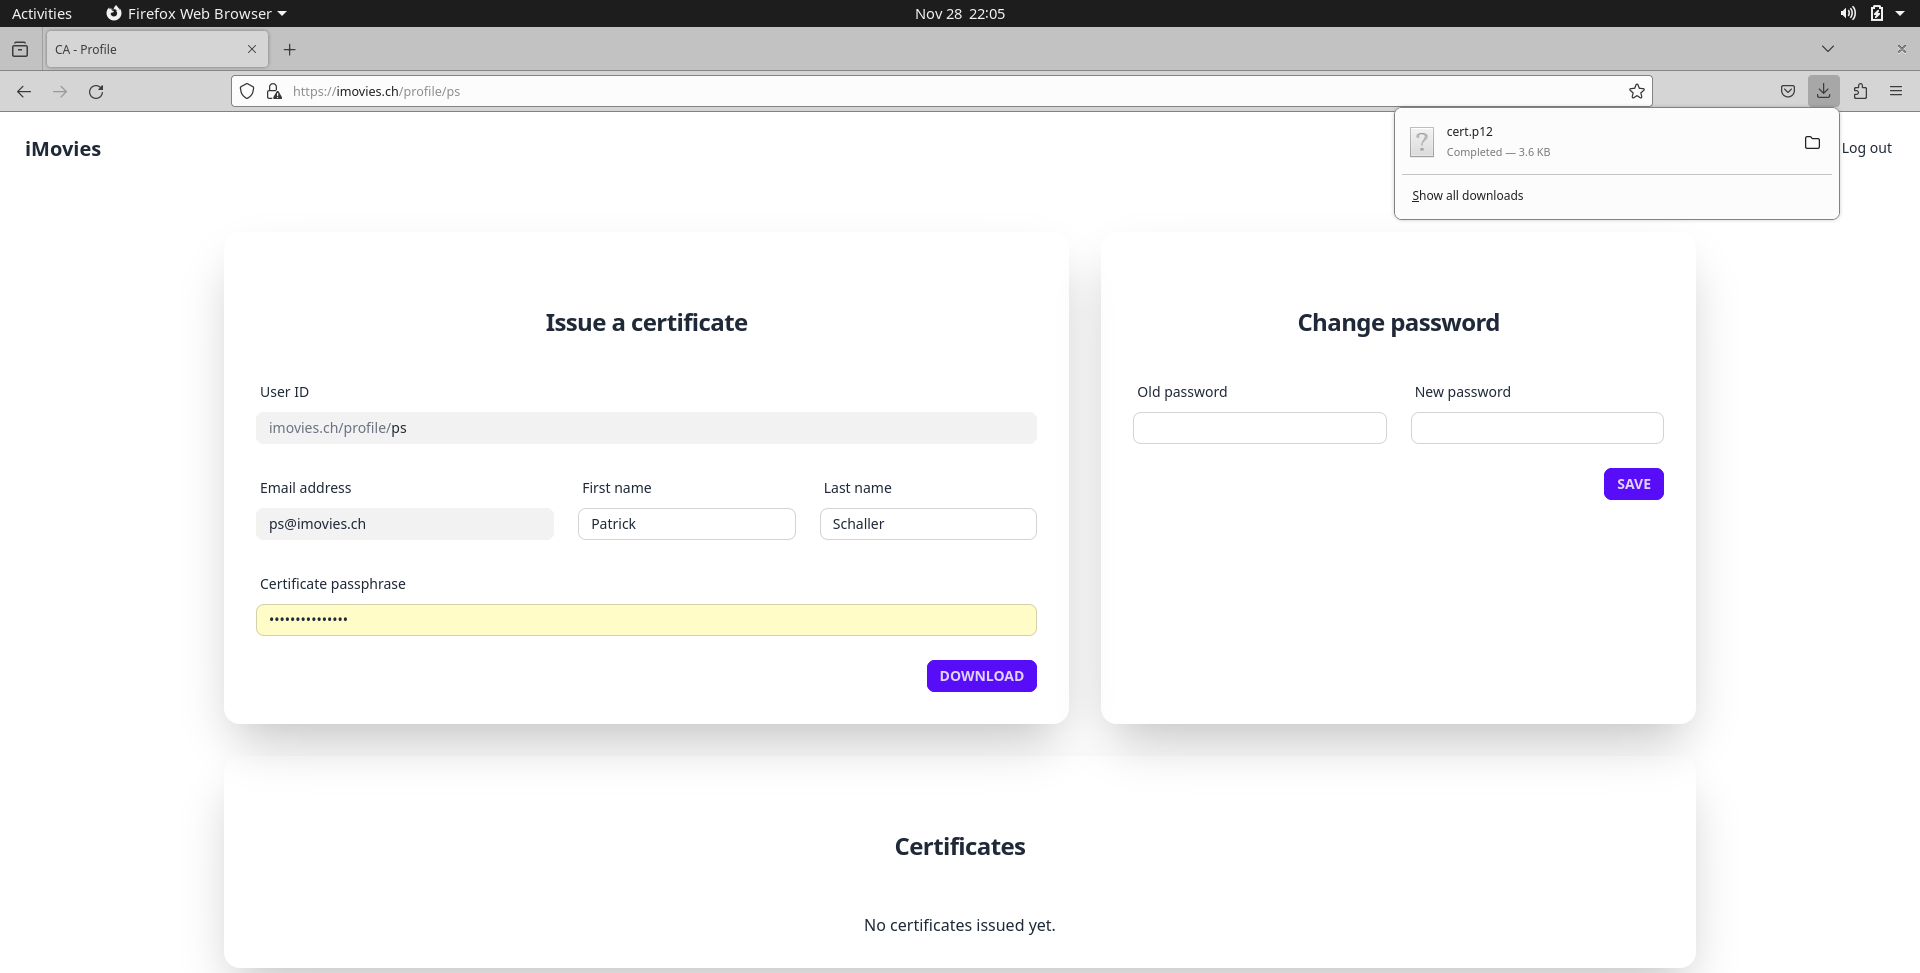 Activities
Firefox Web Browser
Nov 28 22:05
CA - Profile
https://imovies.ch/profile/ps
cert.p12
Completed — 3.6 KB
Show all downloads
iMovies
Log out
Issue a certificate
User ID
imovies.ch/profile/ps
Email address
First name
Last name
ps@imovies.ch
Patrick
Schaller
Certificate passphrase
•••••••••••••••
DOWNLOAD
Change password
Old password
New password
SAVE
Certificates
No certificates issued yet.